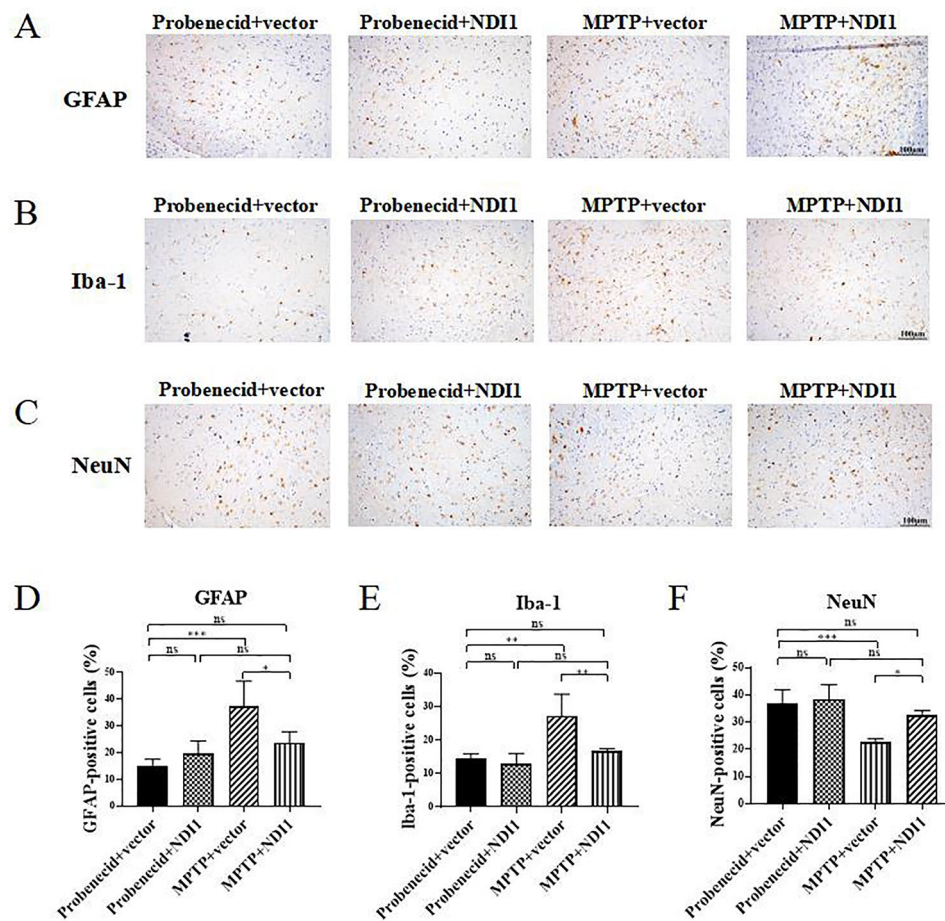 A
Probenecid+vector Probenecid+NDI1 MPTP+vector MPTP+NDI1
GFAP
100μm
B
Probenecid+vector Probenecid+NDI1 MPTP+vector MPTP+NDI1
Iba-1
100μm
C
Probenecid+vector Probenecid+NDI1 MPTP+vector MPTP+NDI1
NeuN
100μm
D
GFAP
ns
***
ns ns
*
GFAP-positive cells (%)
50
40
30
20
10
0
Probenecid+vector
Probenecid+NDI1
MPTP+vector
MPTP+NDI1
E
Iba-1
ns
**
ns ns
**
Iba-1-positive cells (%)
40
30
20
10
0
Probenecid+vector
Probenecid+NDI1
MPTP+vector
MPTP+NDI1
F
NeuN
ns
***
ns ns
*
NeuN-positive cells (%)
50
40
30
20
10
0
Probenecid+vector
Probenecid+NDI1
MPTP+vector
MPTP+NDI1